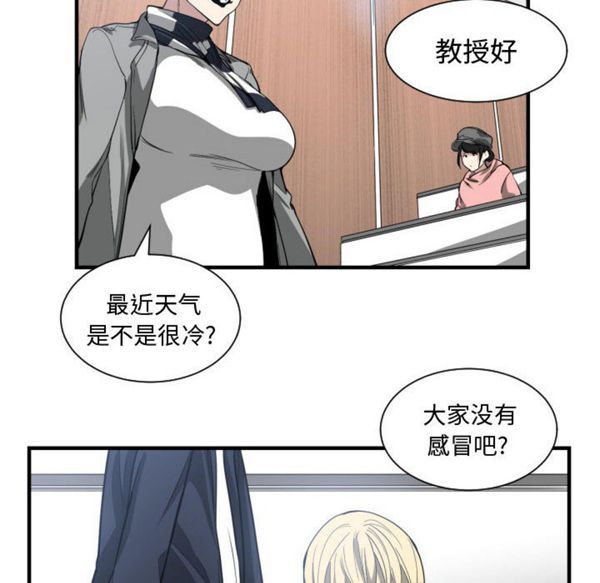 教授好
最近天气
是不是很冷?
大家没有
感冒吧?